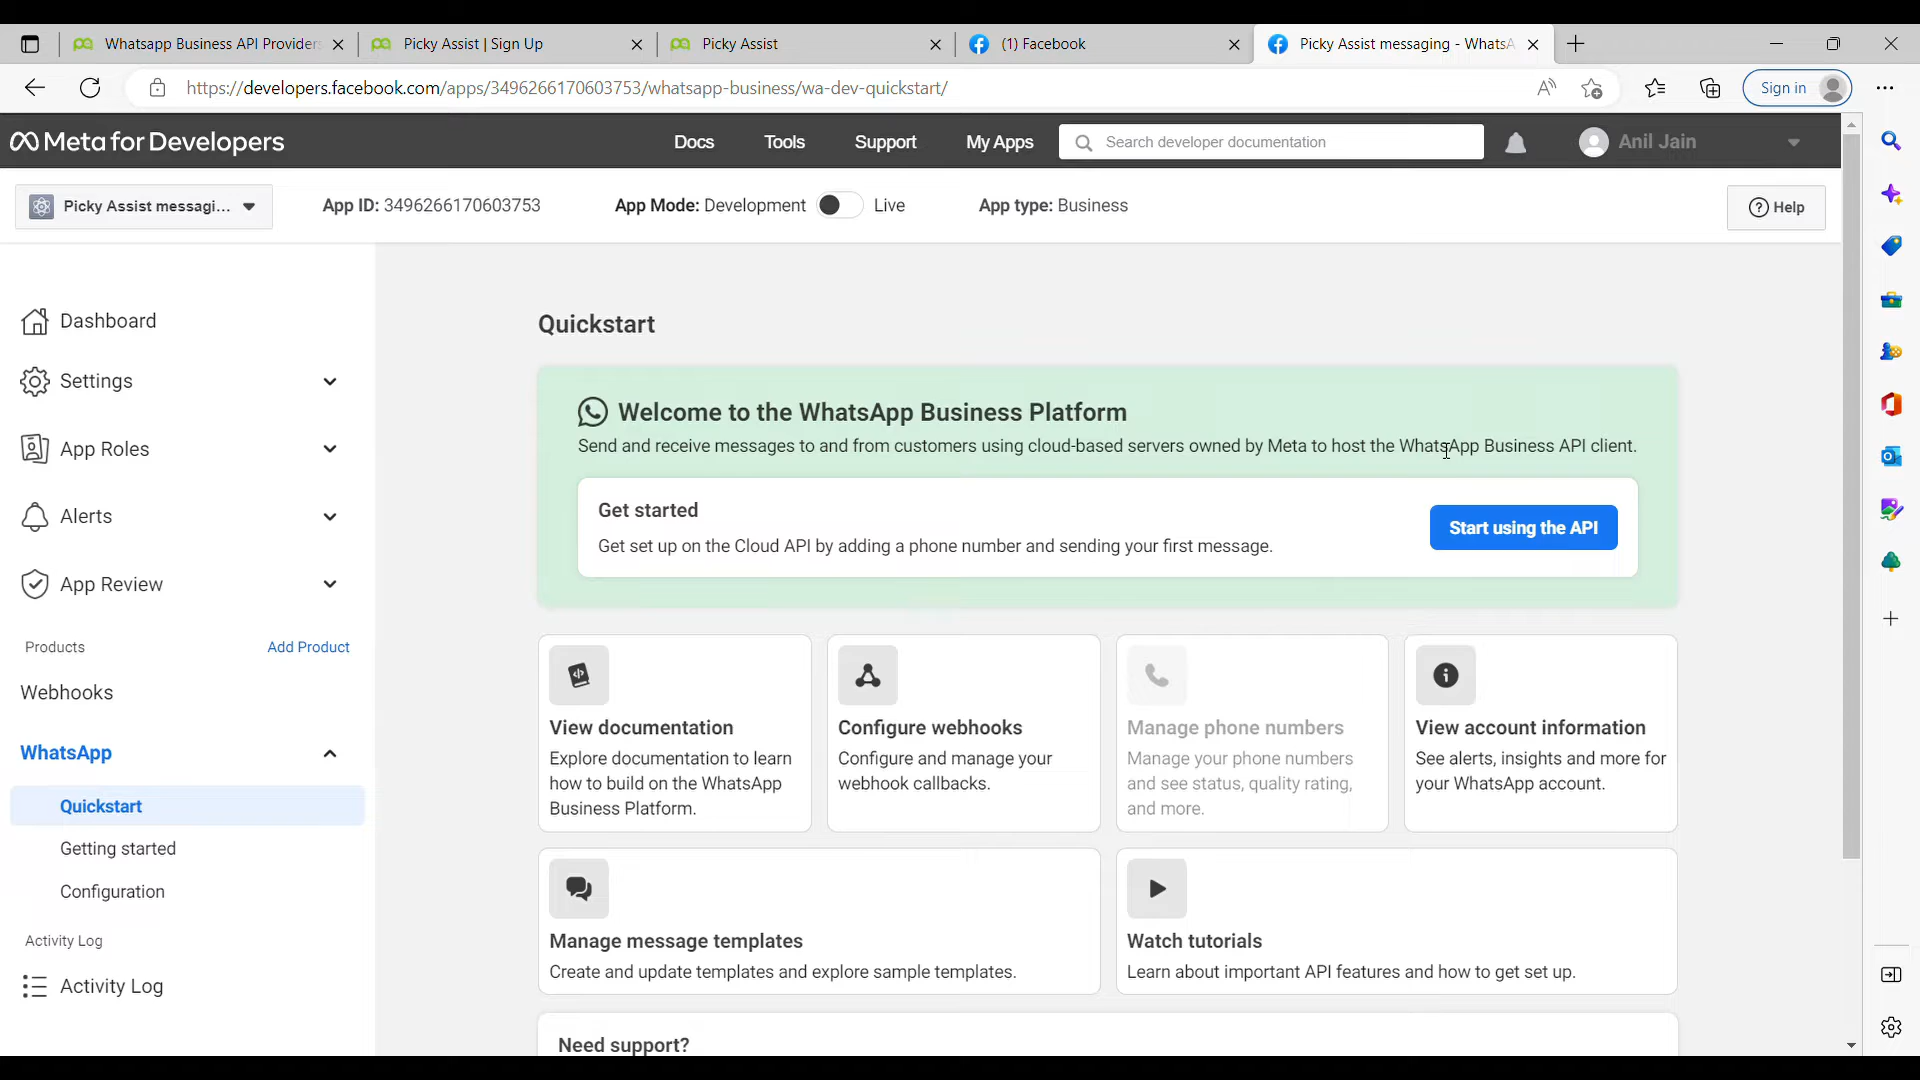 Whatsapp Business API Providers
Picky Assist | Sign Up
Picky Assist
(1) Facebook
Picky Assist messaging - WhatsA
https://developers.facebook.com/apps/3496266170603753/whatsapp-business/wa-dev-quickstart/
A))
Sign in
Meta for Developers
Docs
Tools
Support
My Apps
Search developer documentation
Anil Jain
Picky Assist messagi...
App ID: 3496266170603753
App Mode: Development
Live
App type: Business
Help
Dashboard
Settings
App Roles
Alerts
App Review
Products
Add Product
Webhooks
WhatsApp
Quickstart
Getting started
Configuration
Activity Log
Activity Log
Quickstart
Welcome to the WhatsApp Business Platform
Send and receive messages to and from customers using cloud-based servers owned by Meta to host the WhatsApp Business API client.
Get started
Get set up on the Cloud API by adding a phone number and sending your first message.
Start using the API
View documentation
Explore documentation to learn
how to build on the WhatsApp
Business Platform.
Configure webhooks
Configure and manage your
webhook callbacks.
Manage phone numbers
Manage your phone numbers
and see status, quality rating,
and more.
View account information
See alerts, insights and more for
your WhatsApp account.
Manage message templates
Create and update templates and explore sample templates.
Watch tutorials
Learn about important API features and how to get set up.
Need support?